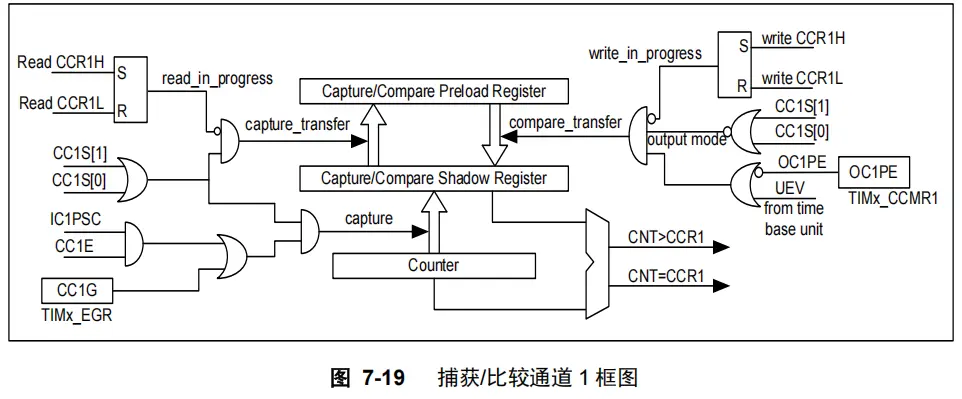 Read CCR1H
S
read_in_progress
Read CCR1L
R
Capture/Compare Preload Register
write_in_progress
S
write CCR1H
R
write CCR1L
capture_transfer
compare_transfer
output mode
CC1S[1]
CC1S[0]
CC1S[1]
CC1S[0]
Capture/Compare Shadow Register
OC1PE
OC1PE
UEV
TIMx_CCMR1
from time
base unit
IC1PSC
CC1E
capture
CNT>CCR1
Counter
CNT=CCR1
CC1G
TIMx_EGR
图 7-19 捕获/比较通道 1 框图